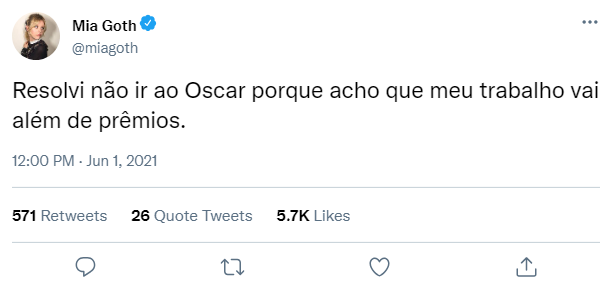 Mia Goth
@miagoth
Resolvi não ir ao Oscar porque acho que meu trabalho vai
além de prêmios.
12:00 PM · Jun 1, 2021
571 Retweets 26 Quote Tweets 5.7K Likes